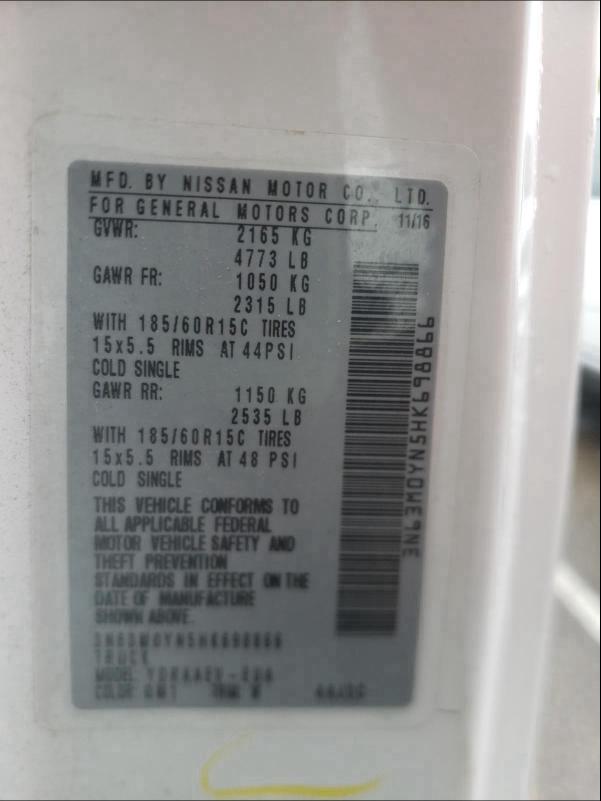 MFD. BY NISSAN MOTOR CO., LTD.
FOR GENERAL MOTORS CORP. 11/16
GVWR: 2165 KG
4773 LB
GAWR FR: 1050 KG
2315 LB
WITH 185/60R15C TIRES
15x5.5 RIMS AT 44PSI
COLD SINGLE
GAWR RR: 1150 KG
2535 LB
WITH 185/60R15C TIRES
15x5.5 RIMS AT 48 PSI
COLD SINGLE
THIS VEHICLE CONFORMS TO
ALL APPLICABLE FEDERAL
MOTOR VEHICLE SAFETY AND
THEFT PREVENTION
STANDARDS IN EFFECT ON THE
DATE OF MANUFACTURE
SHOWN ABOVE.
3N63M0YN5HK698866
TRUCK
MODEL:
COLOR: QM1
3N63M0YN5HK698866